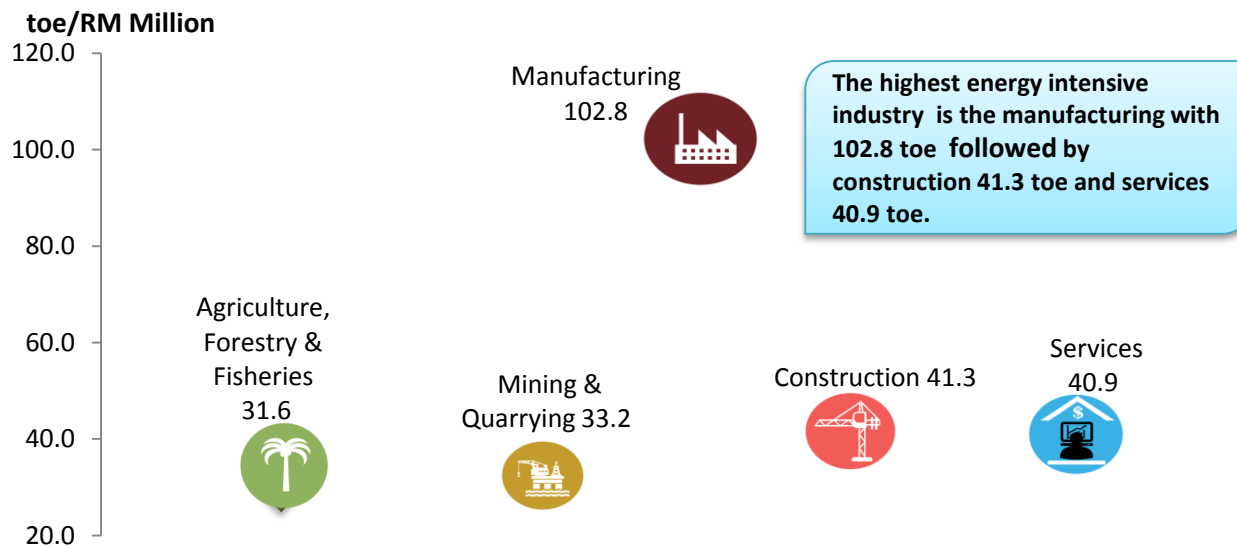 toe/RM Million
120.0
100.0
80.0
60.0
40.0
20.0
Manufacturing
102.8
The highest energy intensive
industry is the manufacturing with
102.8 toe followed by
construction 41.3 toe and services
40.9 toe.
Agriculture,
Forestry &
Fisheries
31.6
Mining &
Quarrying 33.2
Construction 41.3
Services
40.9
$